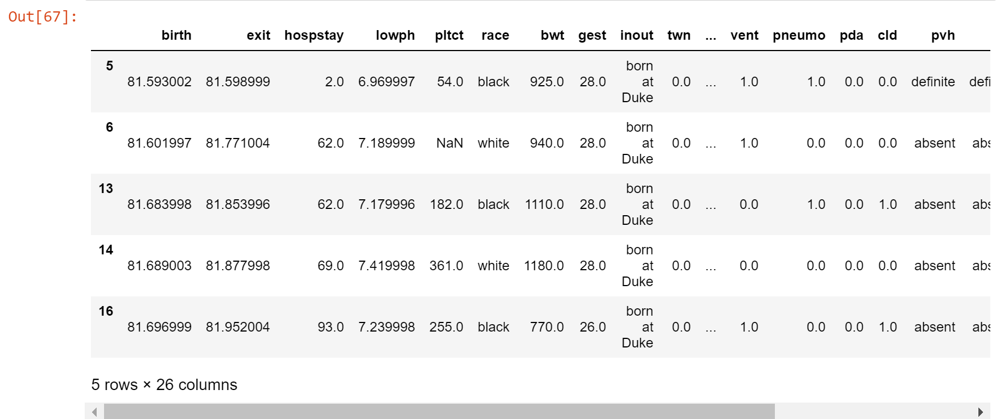 Out[67]:
birth exit hospstay lowph pltct race bwt gest inout twn ... vent pneumo pda cld pvh
5 81.593002 81.598999 2.0 6.969997 54.0 black 925.0 28.0 born at Duke 0.0 ... 1.0 1.0 0.0 0.0 definite defi
6 81.601997 81.771004 62.0 7.189999 NaN white 940.0 28.0 born at Duke 0.0 ... 1.0 0.0 0.0 0.0 absent abs
13 81.683998 81.853996 62.0 7.179996 182.0 black 1110.0 28.0 born at Duke 0.0 ... 0.0 1.0 0.0 1.0 absent abs
14 81.689003 81.877998 69.0 7.419998 361.0 white 1180.0 28.0 born at Duke 0.0 ... 0.0 0.0 0.0 0.0 absent abs
16 81.696999 81.952004 93.0 7.239998 255.0 black 770.0 26.0 born at Duke 0.0 ... 1.0 0.0 0.0 1.0 absent abs
5 rows × 26 columns